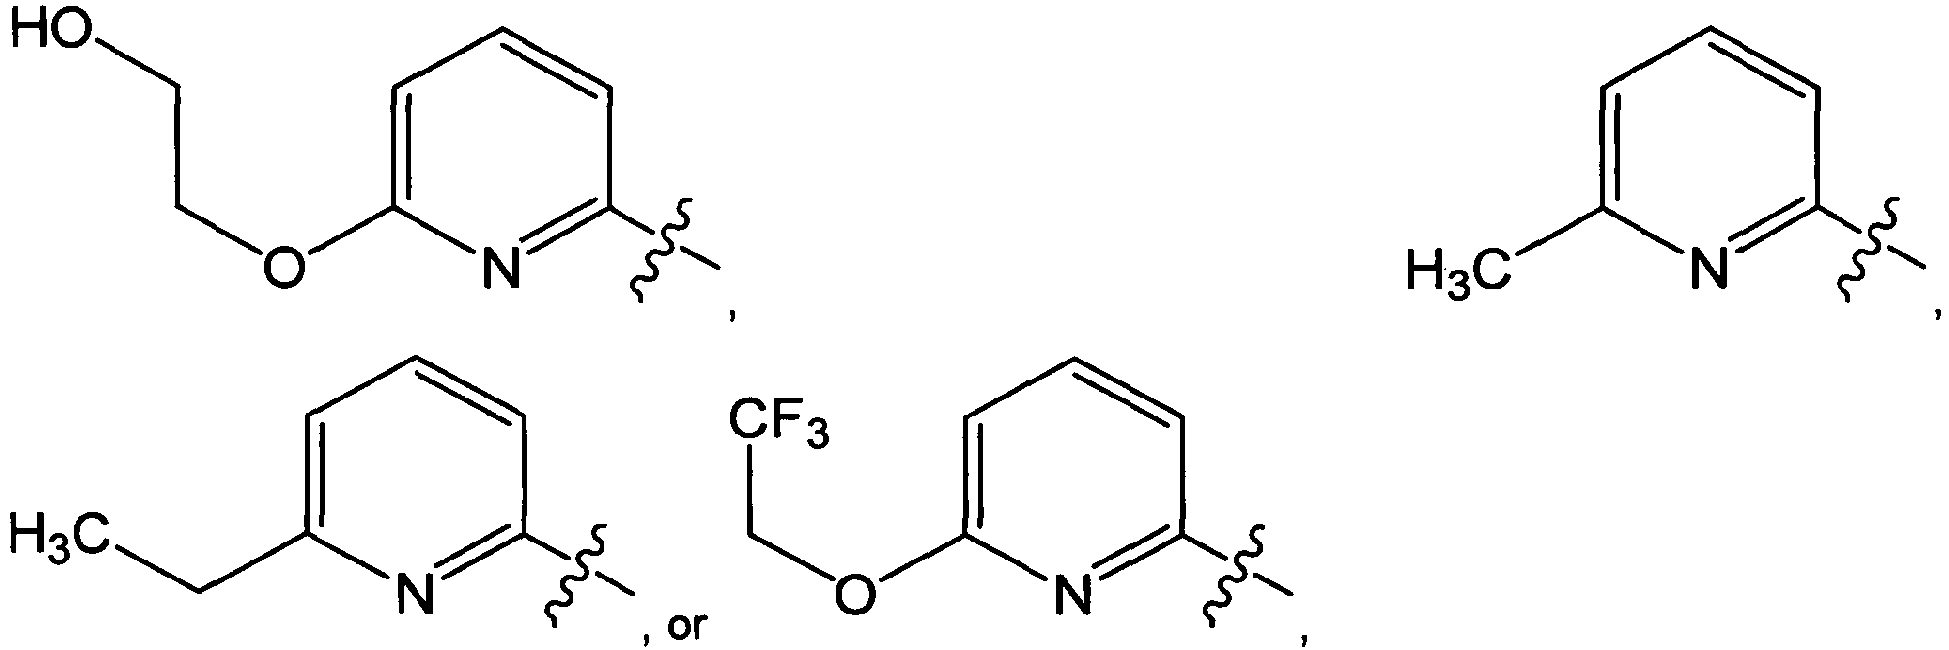 HO
O N , H₃C N ,
CF₃
H₃C N , or O N ,